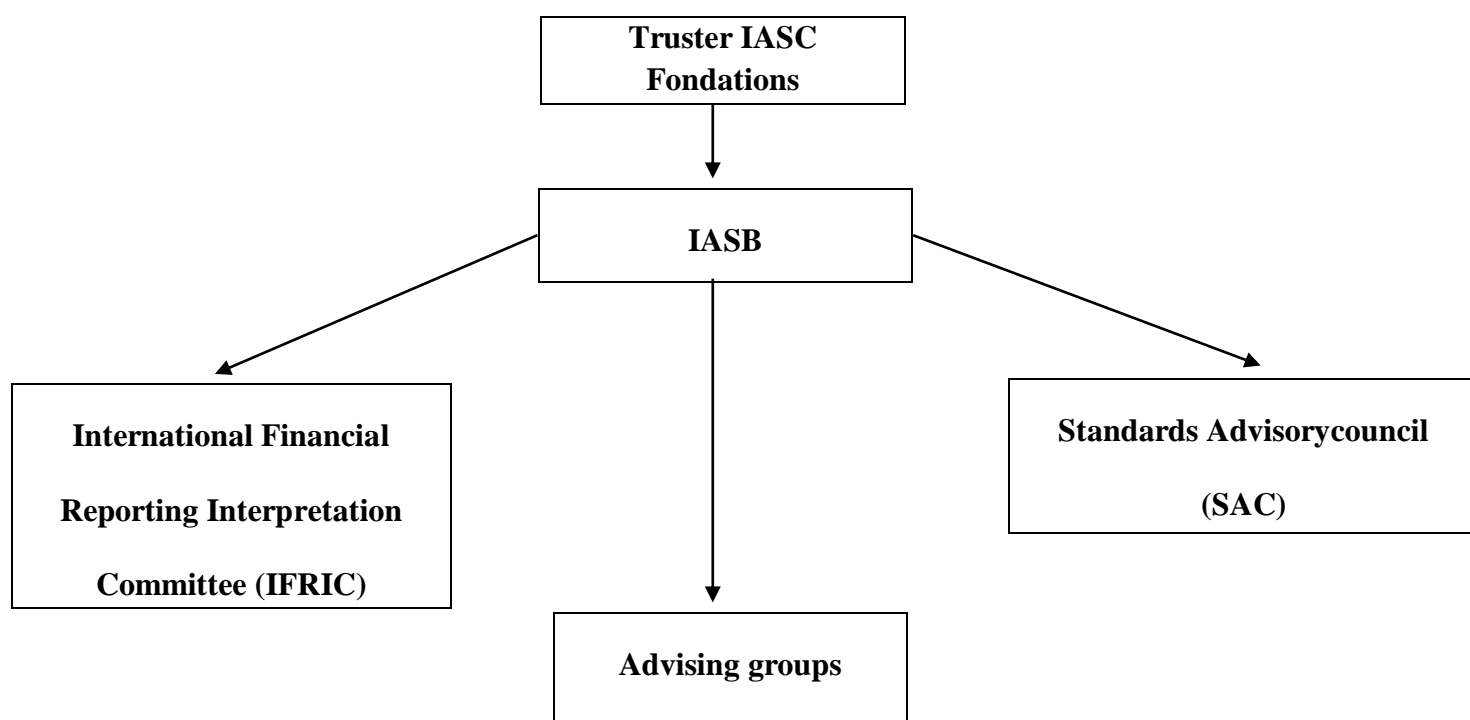 Truster IASC
Fondations
IASB
International Financial
Reporting Interpretation
Committee (IFRIC)
Standards Advisorycouncil
(SAC)
Advising groups